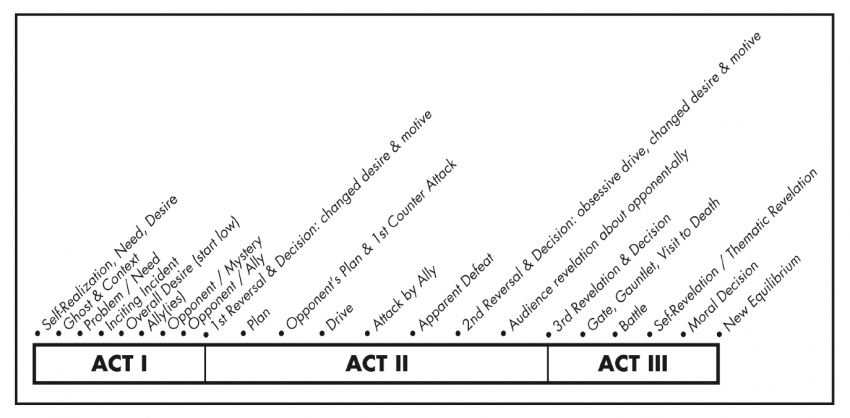 Self-Realization, Need, Desire
Ghost & Context
Problem / Need
Inciting Incident
Overall Desire (start low)
Ally(ies)
Opponent / Mystery
Opponent / Ally
1st Reversal & Decision: changed desire & motive
Plan
Opponent's Plan & 1st Counter Attack
Drive
Attack by Ally
Apparent Defeat
2nd Reversal & Decision: obsessive drive, changed desire & motive
Audience revelation about opponent-ally
3rd Revelation & Decision
Gate, Gauntlet, Visit to Death
Battle
Self-Revelation / Thematic Revelation
Moral Decision
New Equilibrium
ACT I
ACT II
ACT III